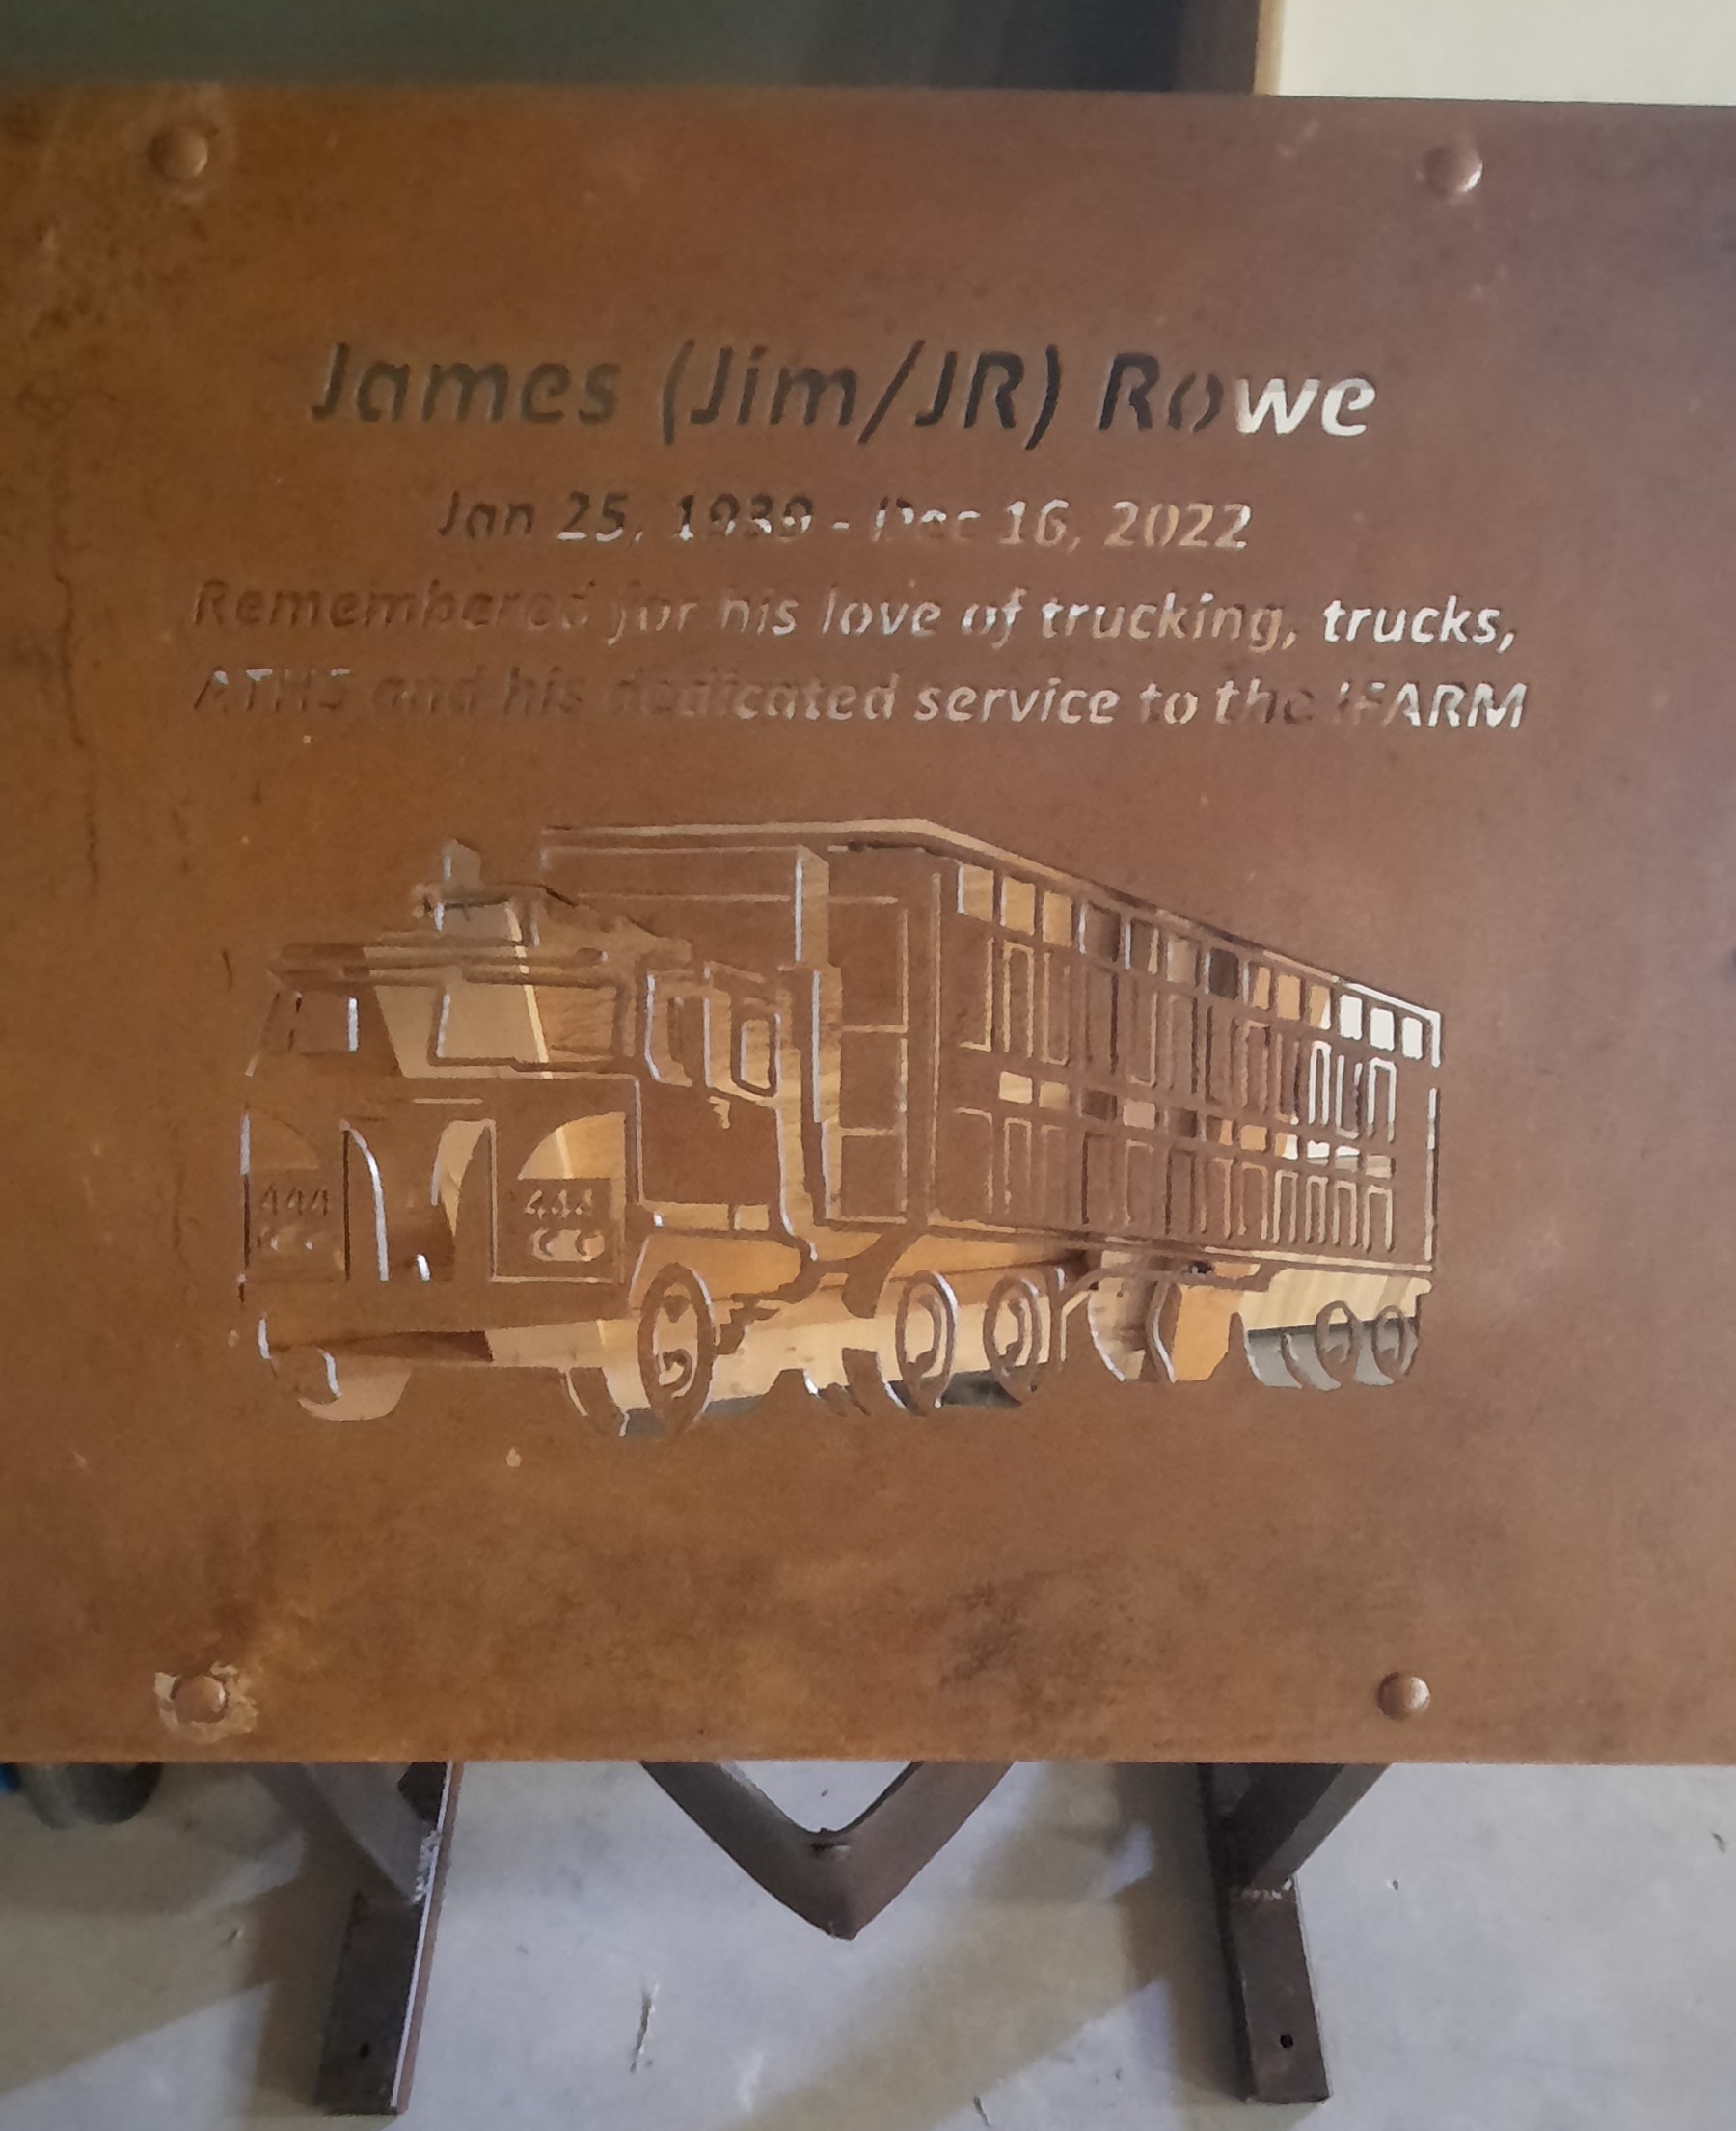 James (Jim/JR) Rowe
Jan 25, 1939 - Dec 16, 2022
Remembered for his love of trucking, trucks,
ATHS and his dedicated service to the IFARM
444
444